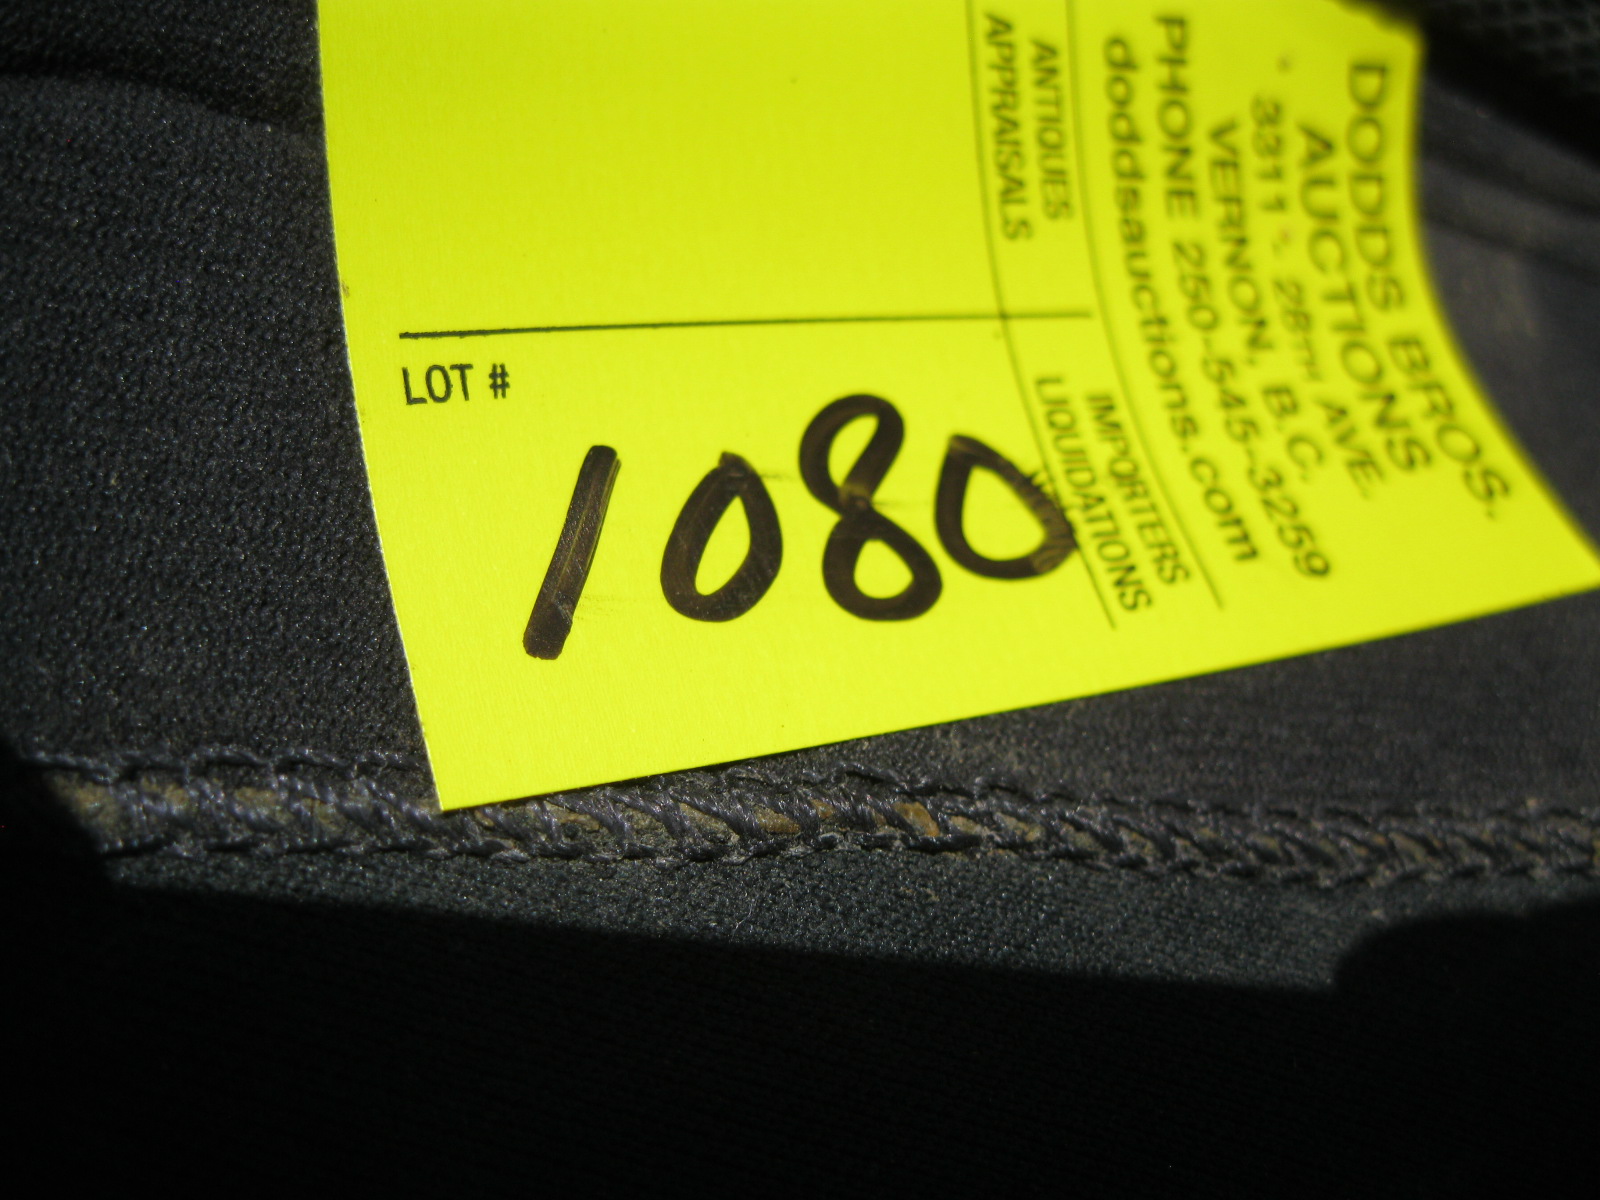 DODDS BROS.
AUCTIONS
3311 - 28TH AVE.
VERNON, B.C.
PHONE 250-545-3259
doddsauctions.com
ANTIQUES
APPRAISALS
IMPORTERS
LIQUIDATIONS
LOT #
1080